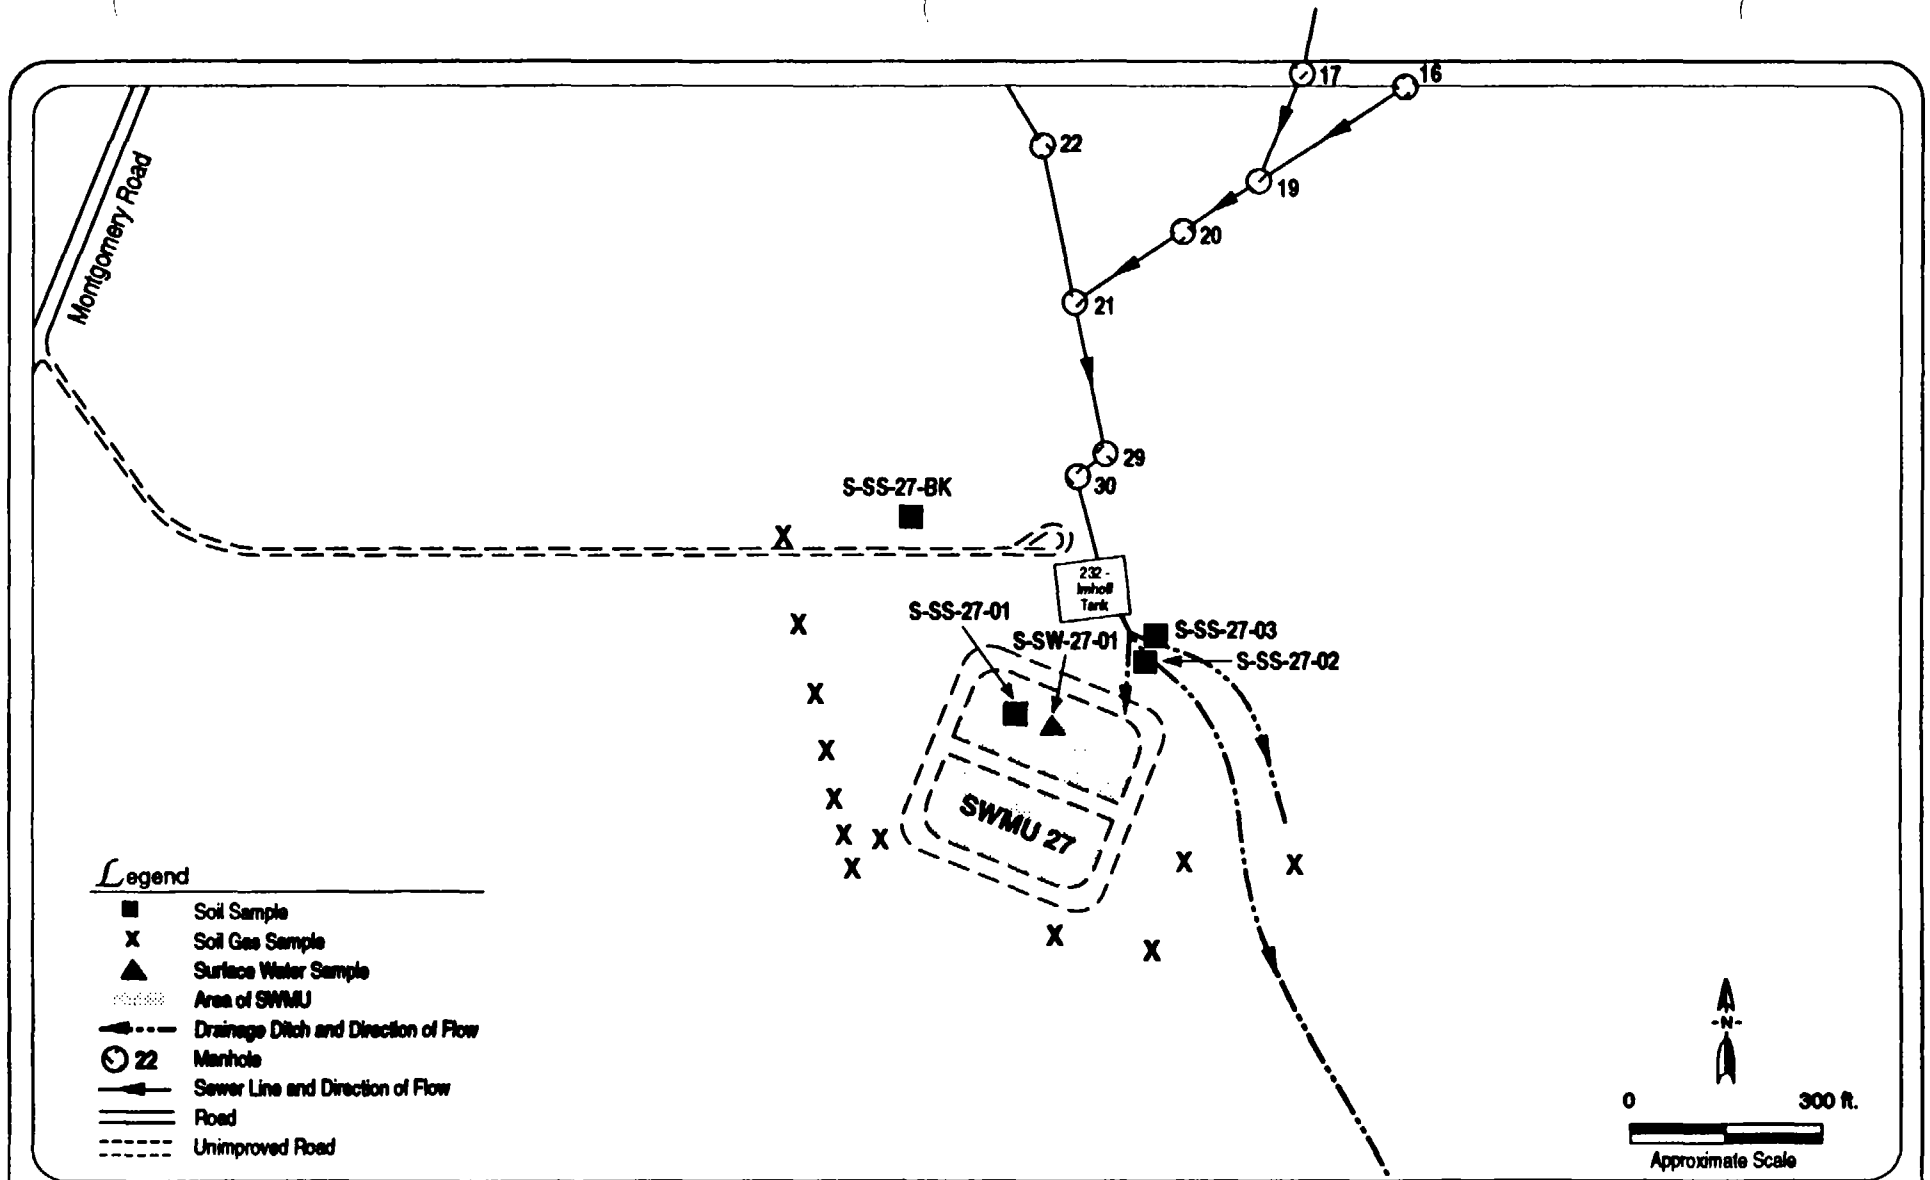 17
16
22
Montgomery Road
19
20
21
29
30
S-SS-27-BK
X
232 -
Imhoff
Tank
S-SS-27-01
X
S-SW-27-01
S-SS-27-03
S-SS-27-02
X
X
X
SWMU 27
X
X
X
X
X
X
X
Legend
Soil Sample
X Soil Gas Sample
Surface Water Sample
Area of SWMU
Drainage Ditch and Direction of Flow
22 Manhole
Sewer Line and Direction of Flow
Road
Unimproved Road
-N-
0 300 ft.
Approximate Scale